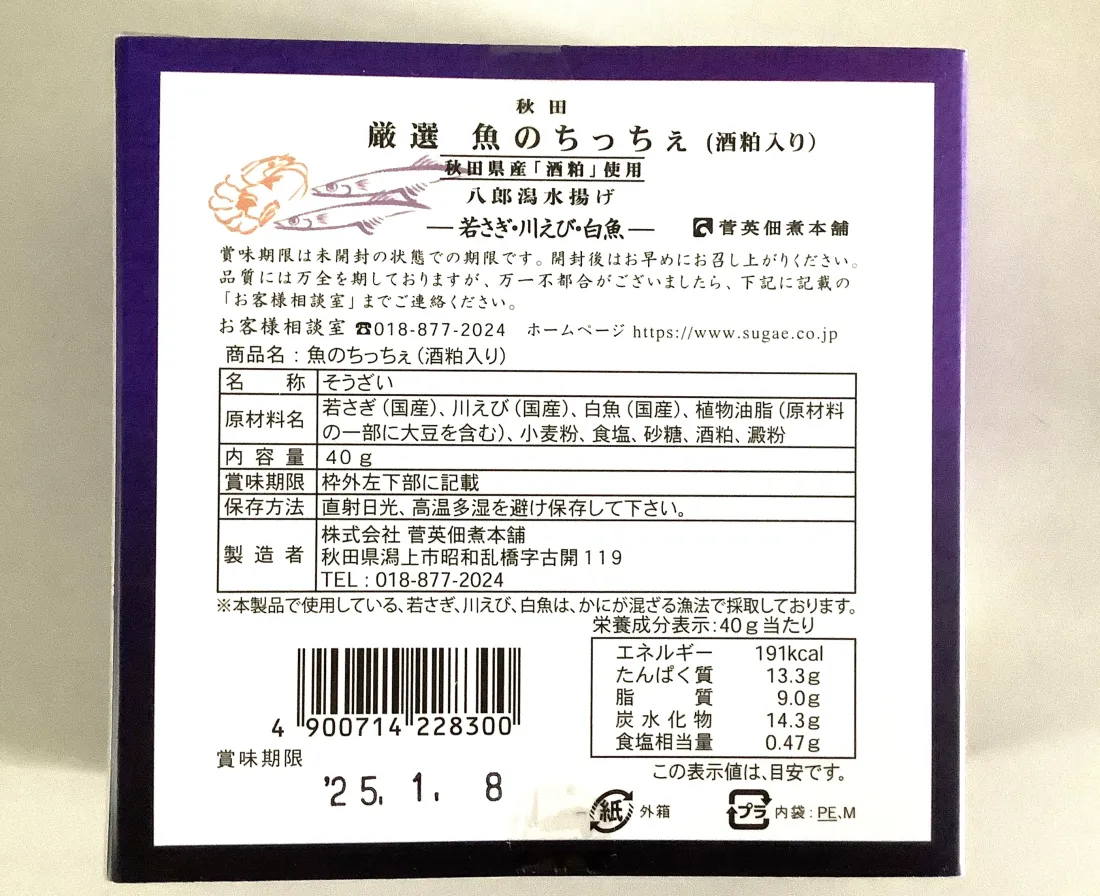 秋田
厳選 魚のちっちぇ (酒粕入り)
秋田県産「酒粕」使用
八郎潟水揚げ
―若さぎ・川えび・白魚―
菅英佃煮本舗
賞味期限は未開封の状態での期限です。開封後はお早めにお召し上がりください。
品質には万全を期しておりますが、万一不都合がございましたら、下記に記載の
「お客様相談室」までご連絡ください。
お客様相談室 ☎018-877-2024 ホームページ https://www.sugae.co.jp
商品名：魚のちっちぇ（酒粕入り）
名称 そうざい
原材料名 若さぎ（国産）、川えび（国産）、白魚（国産）、植物油脂（原材料
の一部に大豆を含む）、小麦粉、食塩、砂糖、酒粕、澱粉
内容量 40ｇ
賞味期限 枠外左下部に記載
保存方法 直射日光、高温多湿を避け保存して下さい。
製造者 株式会社 菅英佃煮本舗
秋田県潟上市昭和乱橋字古開119
TEL：018-877-2024
※本製品で使用している、若さぎ、川えび、白魚は、かにが混ざる漁法で採取しております。
栄養成分表示：40ｇ当たり
エネルギー 191kcal
たんぱく質 13.3g
脂質 9.0g
炭水化物 14.3g
食塩相当量 0.47g
この表示値は、目安です。
4 900714 228300
賞味期限
'25. 1. 8
紙 外箱
プラ 内袋：PE、M